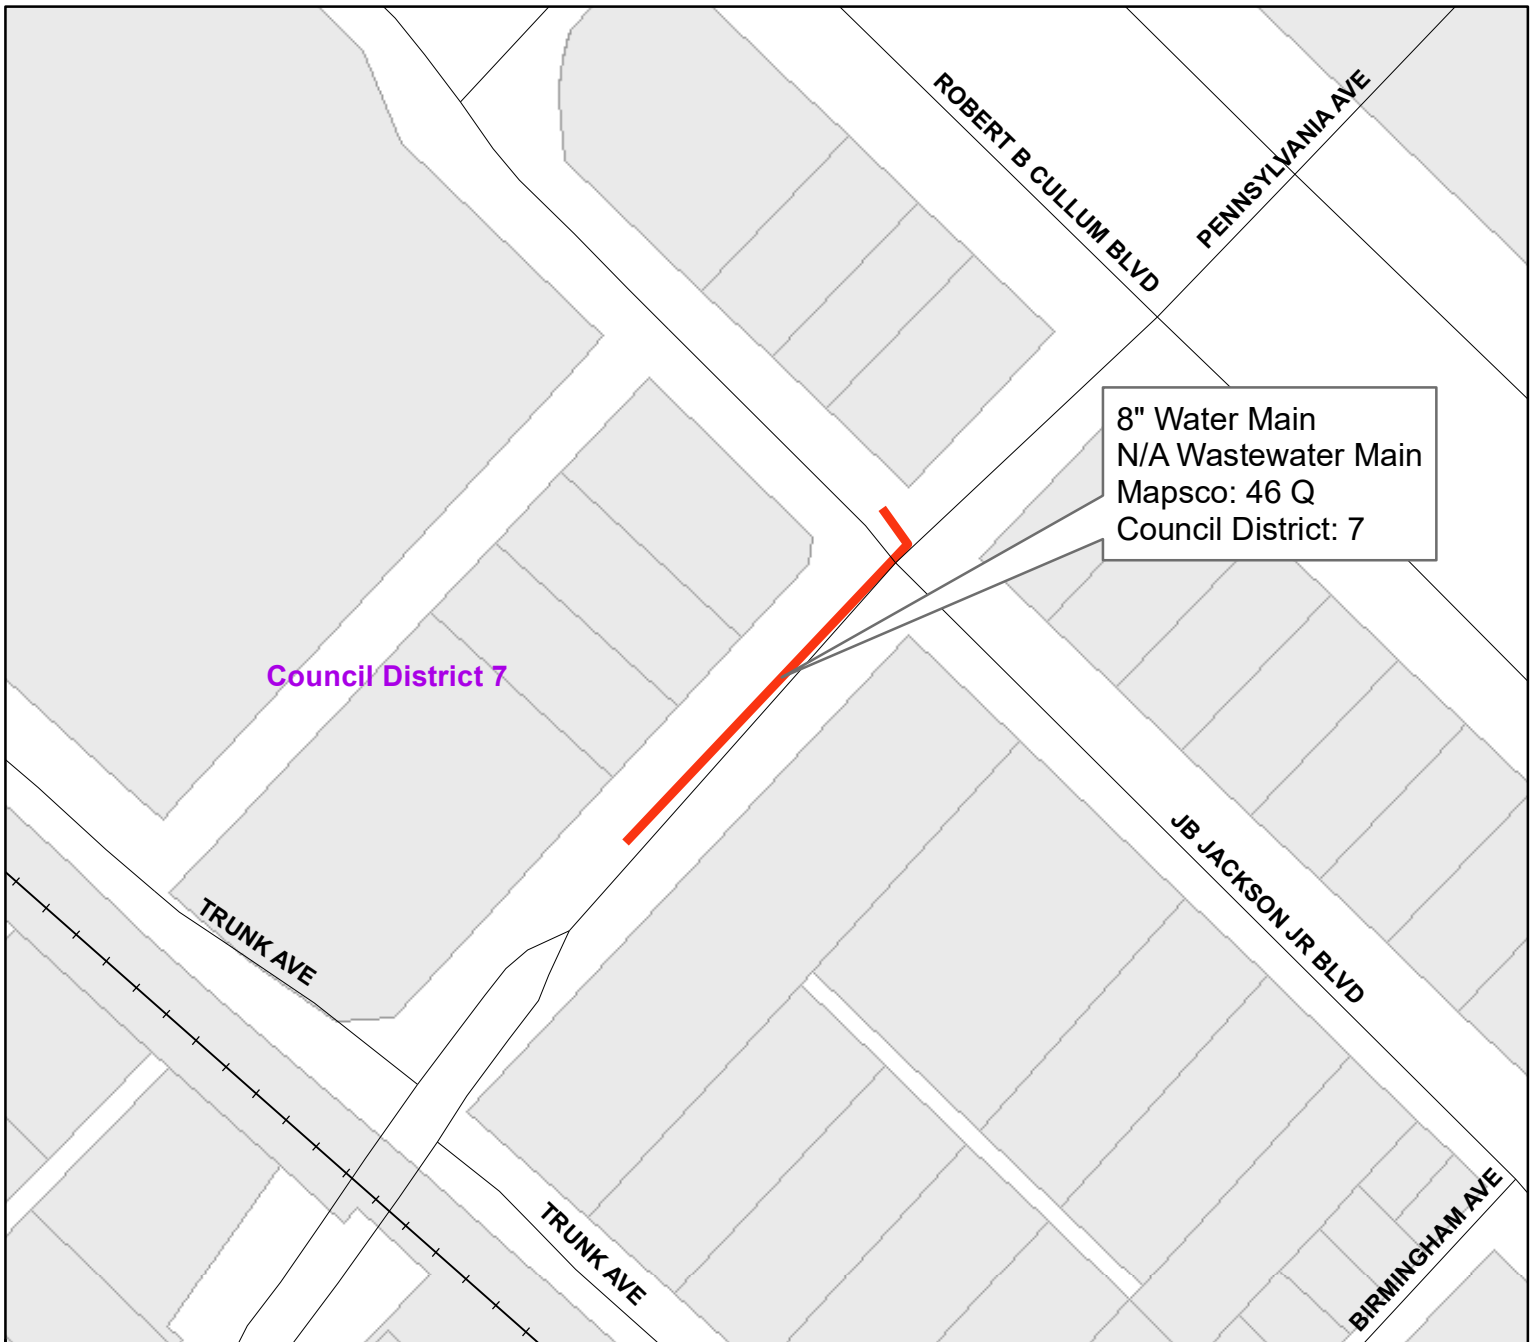 ROBERT B CULLUM BLVD
PENNSYLVANIA AVE
8" Water Main
N/A Wastewater Main
Mapsco: 46 Q
Council District: 7
Council District 7
JB JACKSON JR BLVD
TRUNK AVE
TRUNK AVE
BIRMINGHAM AVE